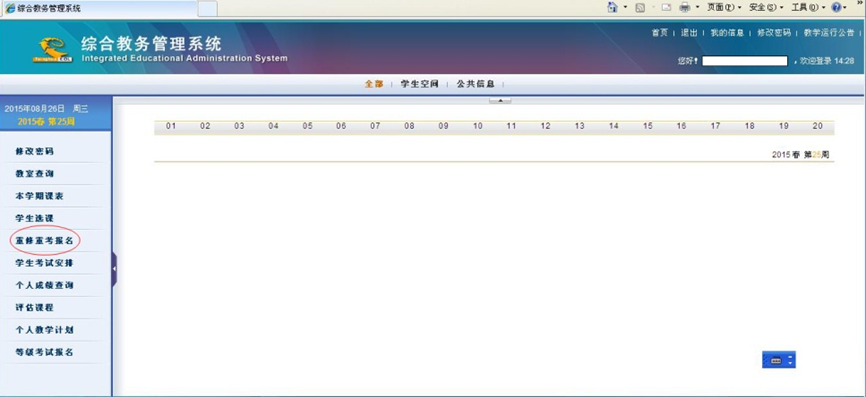 综合教务管理系统
页面(P) 安全(S) 工具(O)
综合教务管理系统
Integrated Educational Administration System
首页 | 退出 | 我的信息 | 修改密码 | 教学运行公告 |
您好! ,欢迎登录 14:28
全部 | 学生空间 | 公共信息 |
2015年08月26日 周三
2015春 第25周
01 02 03 04 05 06 07 08 09 10 11 12 13 14 15 16 17 18 19 20
2015 春 第25周
修改密码
教室查询
本学期课表
学生选课
重修重考报名
学生考试安排
个人成绩查询
评估课程
个人教学计划
等级考试报名